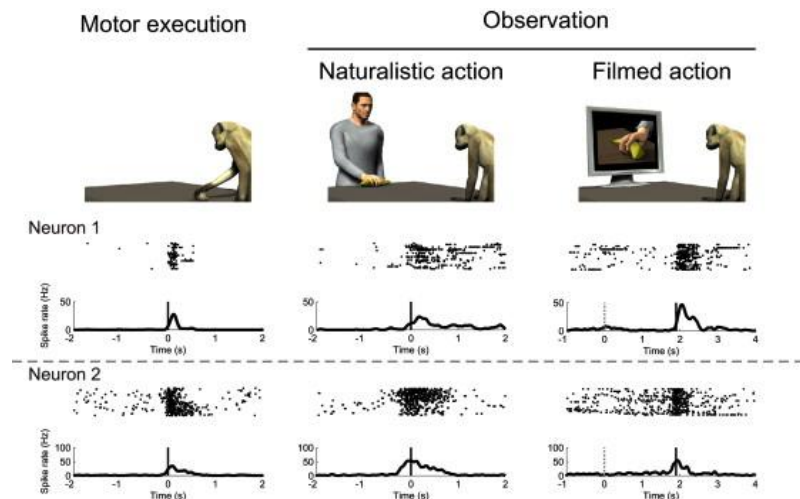 Motor execution
Observation
Naturalistic action
Filmed action
Neuron 1
Spike rate (Hz)
50
0
-2 -1 0 1 2
Time (s)
50
0
-2 -1 0 1 2
Time (s)
50
0
-1 0 1 2 3 4
Time (s)
Neuron 2
Spike rate (Hz)
100
50
0
-2 -1 0 1 2
Time (s)
100
50
0
-2 -1 0 1 2
Time (s)
100
50
0
-1 0 1 2 3 4
Time (s)